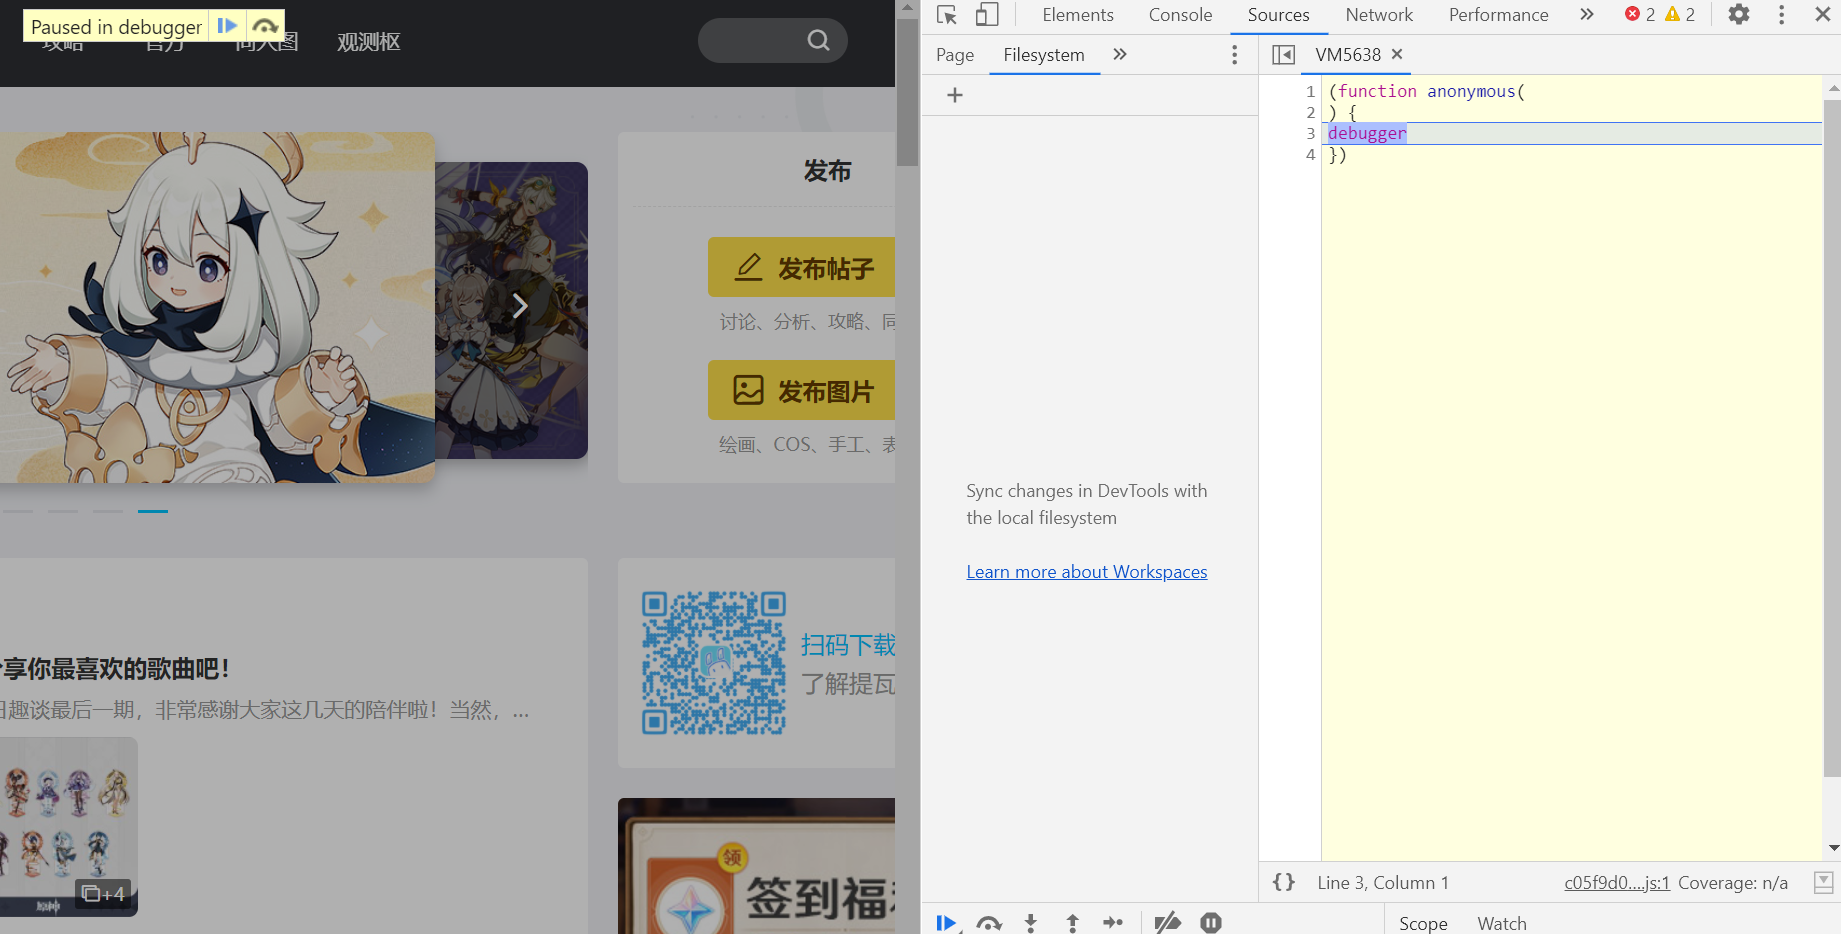 Paused in debugger
攻略
官方
同人图
观测枢
发布
发布帖子
讨论、分析、攻略、同
发布图片
绘画、COS、手工、表
享你最喜欢的歌曲吧！
日趣谈最后一期，非常感谢大家这几天的陪伴啦！当然，...
+4
扫码下载
了解提瓦
领
签到福利
Elements
Console
Sources
Network
Performance
2
2
Page
Filesystem
VM5638
1 (function anonymous(
2 ) {
3 debugger
4 })
Sync changes in DevTools with
the local filesystem
Learn more about Workspaces
{} Line 3, Column 1
c05f9d0....js:1 Coverage: n/a
Scope
Watch